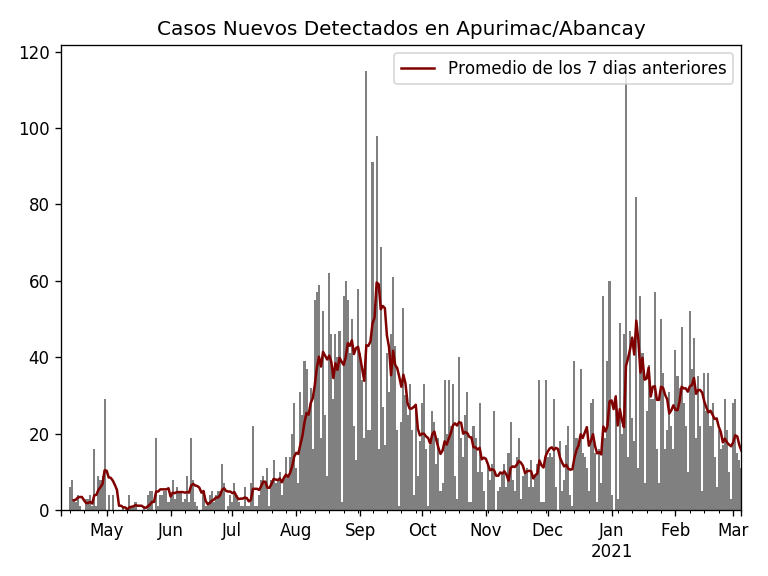 Casos Nuevos Detectados en Apurimac/Abancay
Promedio de los 7 dias anteriores
120
100
80
60
40
20
0
May Jun Jul Aug Sep Oct Nov Dec Jan Feb Mar
2021